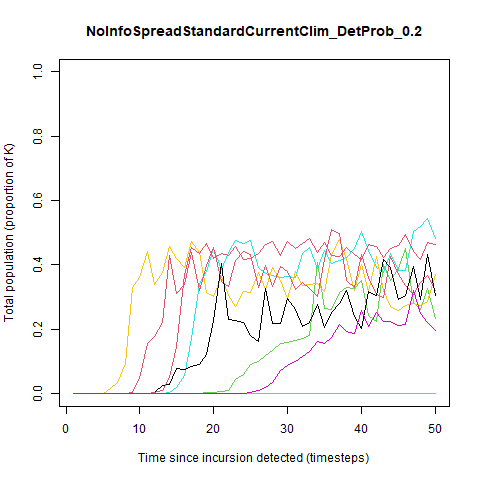 NoInfoSpreadStandardCurrentClim_DetProb_0.2
Total population (proportion of K)
1.0
0.8
0.6
0.4
0.2
0.0
0 10 20 30 40 50
Time since incursion detected (timesteps)